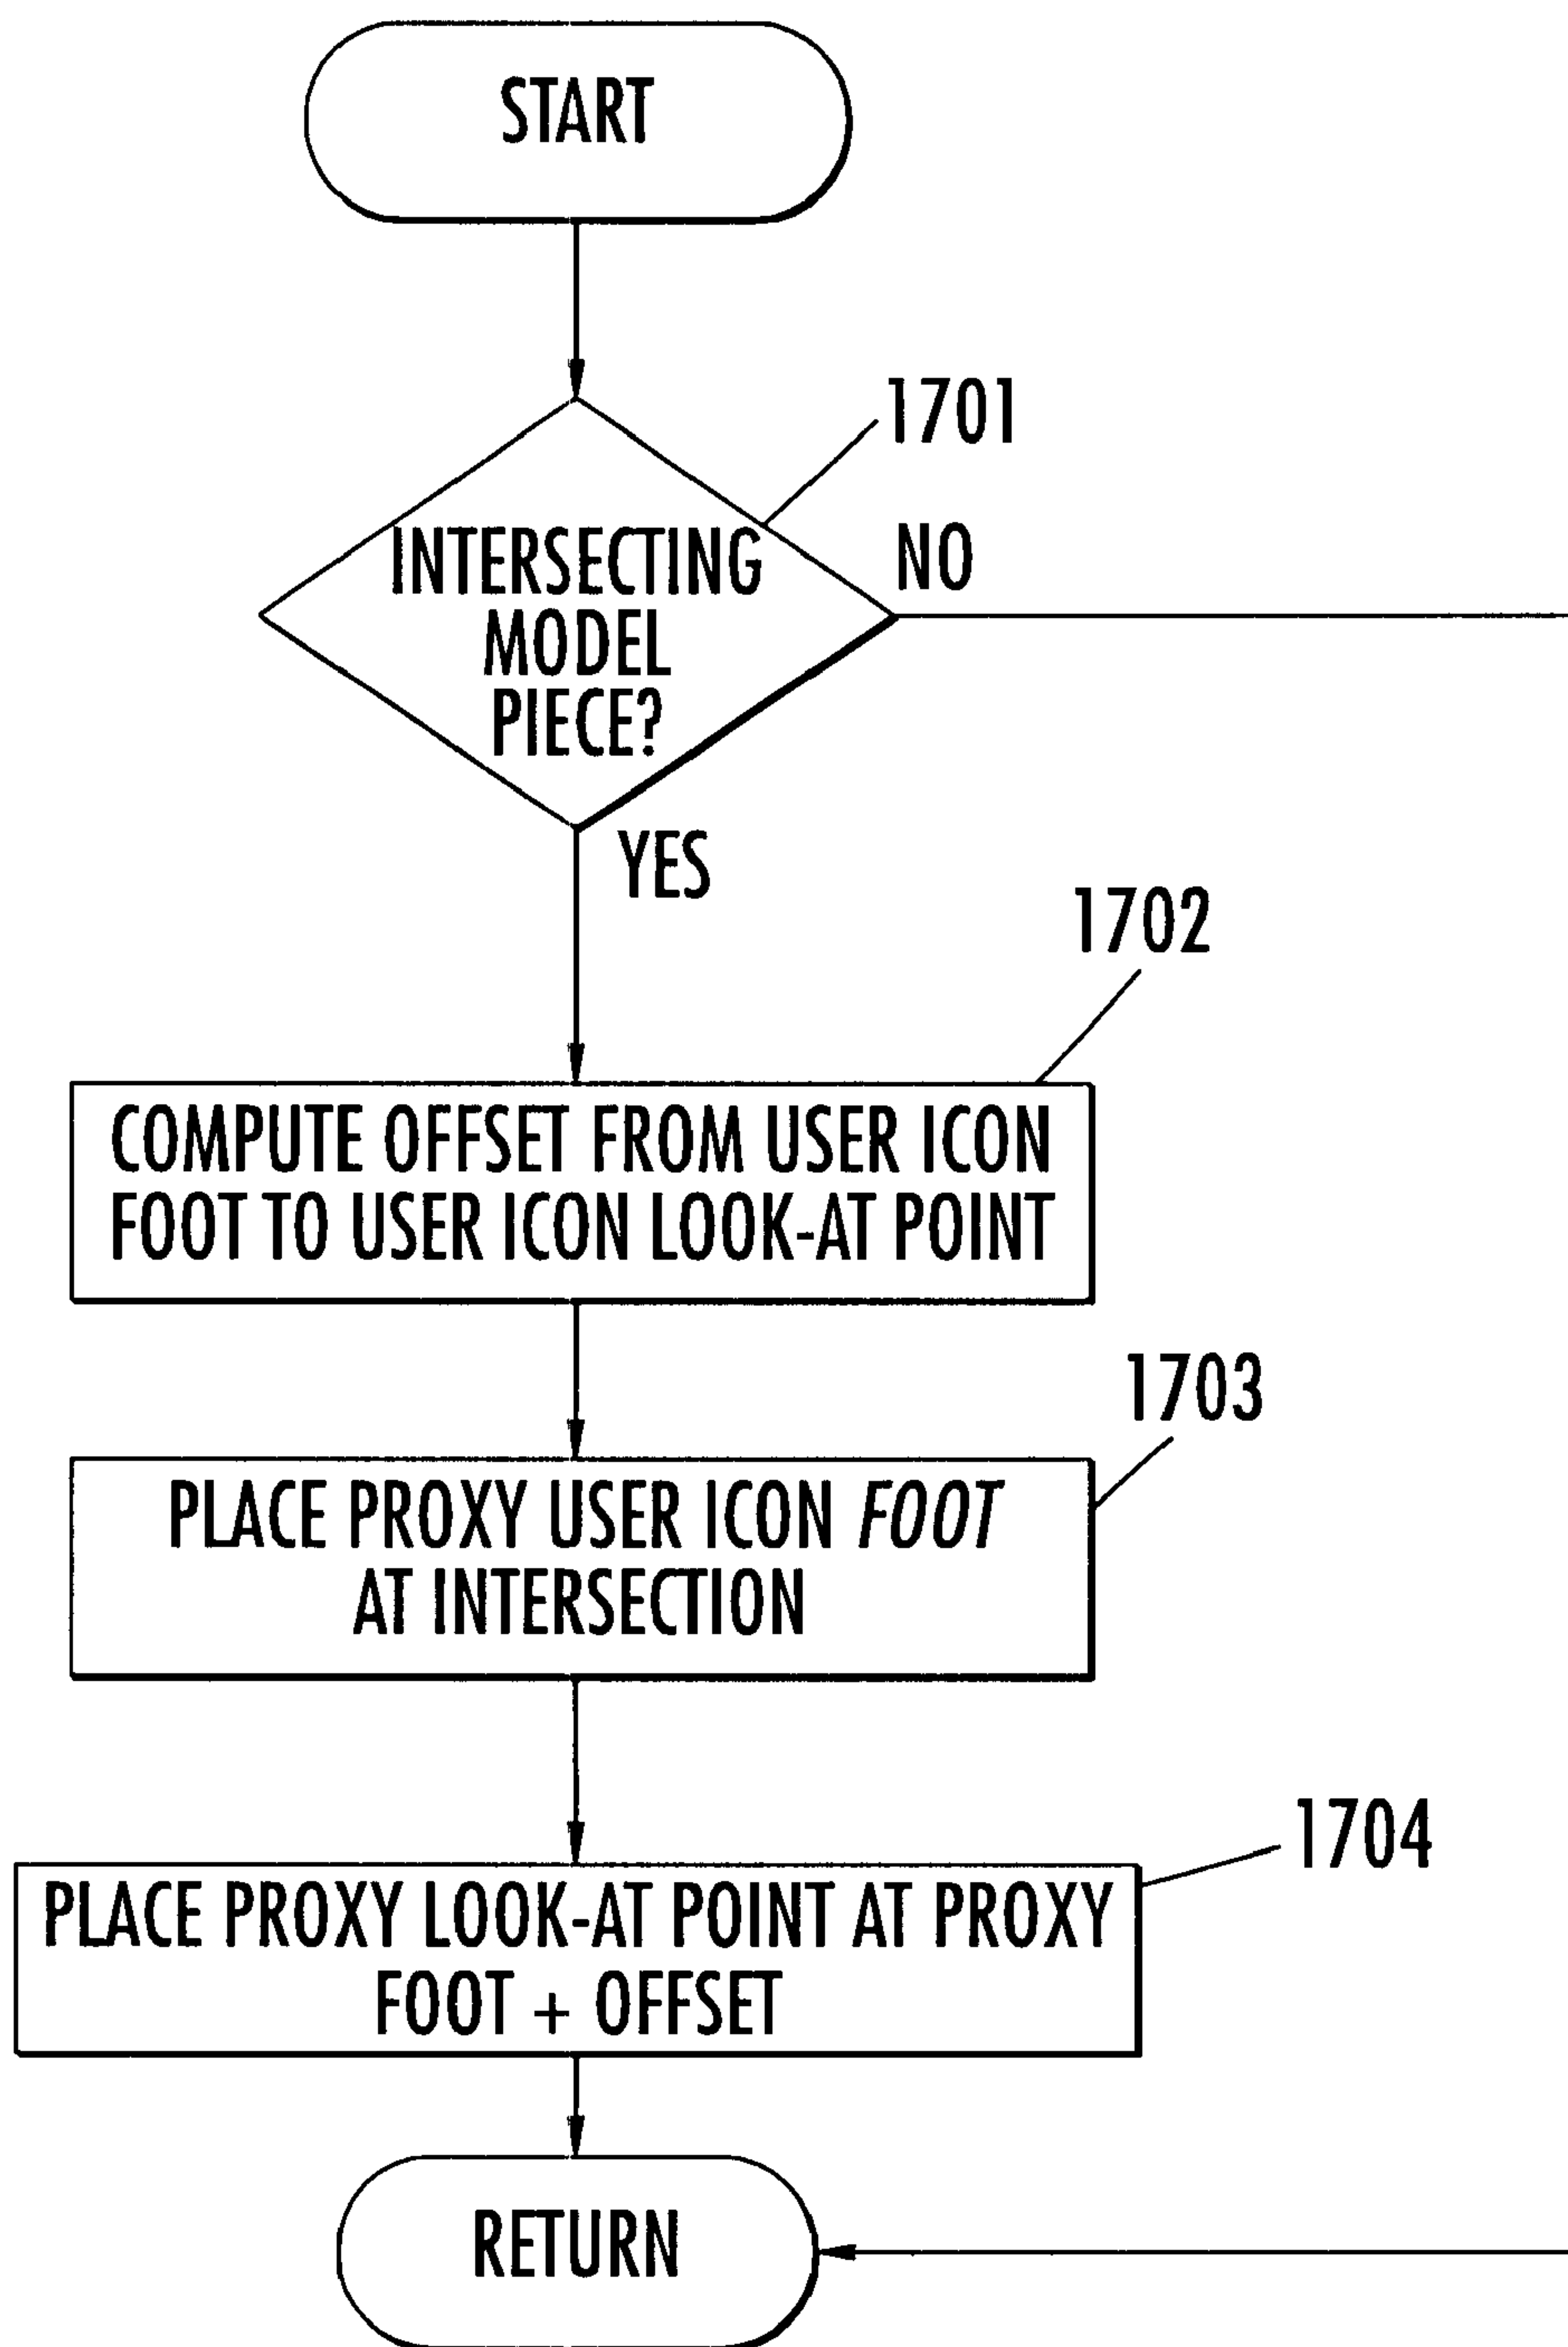 START
1701
INTERSECTING
MODEL
PIECE?
NO
YES
1702
COMPUTE OFFSET FROM USER ICON
FOOT TO USER ICON LOOK-AT POINT
1703
PLACE PROXY USER ICON FOOT
AT INTERSECTION
1704
PLACE PROXY LOOK-AT POINT AT PROXY
FOOT + OFFSET
RETURN